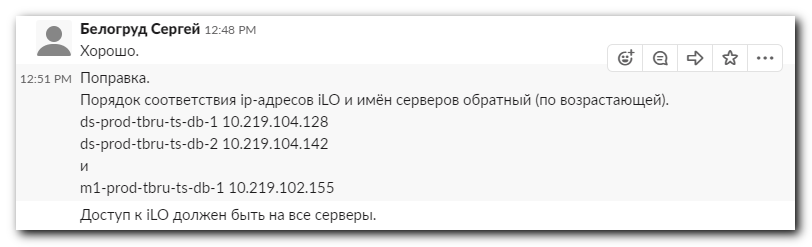 Белогруд Сергей 12:48 PM
Хорошо.
12:51 PM Поправка.
Порядок соответствия ip-адресов iLO и имён серверов обратный (по возрастающей).
ds-prod-tbru-ts-db-1 10.219.104.128
ds-prod-tbru-ts-db-2 10.219.104.142
и
m1-prod-tbru-ts-db-1 10.219.102.155
Доступ к iLO должен быть на все серверы.